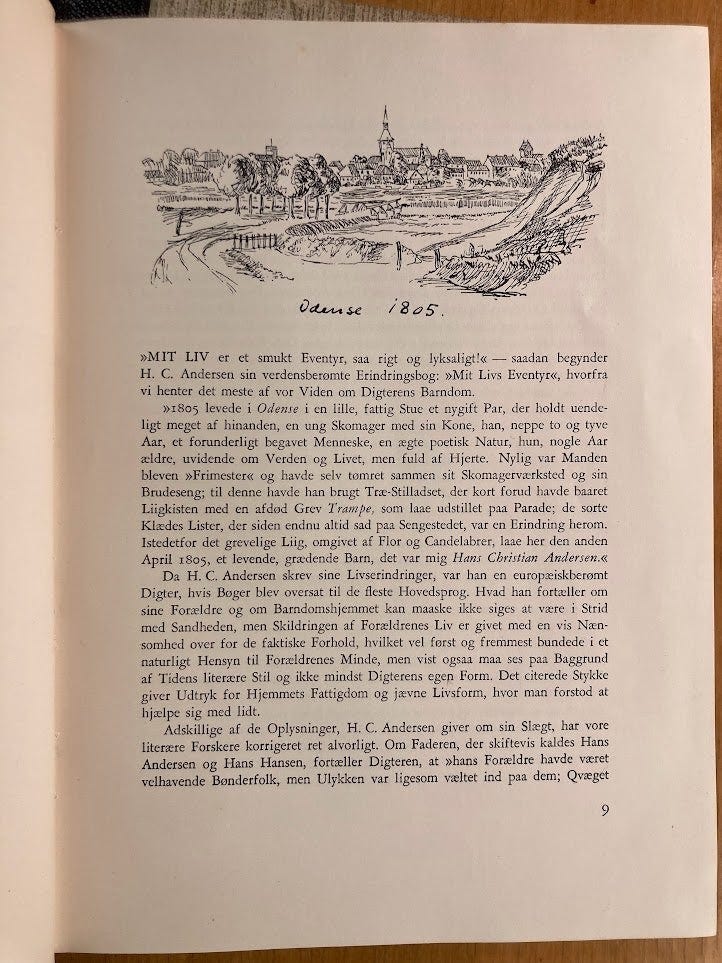 Odense 1805.
»MIT LIV er et smukt Eventyr, saa rigt og lyksaligt!« — saadan begynder
H. C. Andersen sin verdensberømte Erindringsbog: »Mit Livs Eventyr«, hvorfra
vi henter det meste af vor Viden om Digterens Barndom.
»1805 levede i Odense i en lille, fattig Stue et nygift Par, der holdt uende-
ligt meget af hinanden, en ung Skomager med sin Kone, han, neppe to og tyve
Aar, et forunderligt begavet Menneske, en ægte poetisk Natur, hun, nogle Aar
ældre, uvidende om Verden og Livet, men fuld af Hjerte. Nylig var Manden
bleven »Frimester« og havde selv tømret sammen sit Skomagerværksted og sin
Brudeseng; til denne havde han brugt Træ-Stilladset, der kort forud havde baaret
Liigkisten med en afdød Grev Trampe, som laae udstillet paa Parade; de sorte
Klædes Lister, der siden endnu altid sad paa Sengestedet, var en Erindring herom.
Istedetfor det grevelige Liig, omgivet af Flor og Candelabrer, laae her den anden
April 1805, et levende, grædende Barn, det var mig Hans Christian Andersen.«
Da H. C. Andersen skrev sine Livserindringer, var han en europæiskberømt
Digter, hvis Bøger blev oversat til de fleste Hovedsprog. Hvad han fortæller om
sine Forældre og om Barndomshjemmet kan maaske ikke siges at være i Strid
med Sandheden, men Skildringen af Forældrenes Liv er givet med en vis Næn-
somhed over for de faktiske Forhold, hvilket vel først og fremmest bundede i et
naturligt Hensyn til Forældrenes Minde, men vist ogsaa maa ses paa Baggrund
af Tidens literære Stil og ikke mindst Digterens egen Form. Det citerede Stykke
giver Udtryk for Hjemmets Fattigdom og jævne Livsform, hvor man forstod at
hjælpe sig med lidt.
Adskillige af de Oplysninger, H. C. Andersen giver om sin Slægt, har vore
literære Forskere korrigeret ret alvorligt. Om Faderen, der skiftevis kaldes Hans
Andersen og Hans Hansen, fortæller Digteren, at »hans Forældre havde været
velhavende Bønderfolk, men Ulykken var ligesom væltet ind paa dem; Qvæget
9